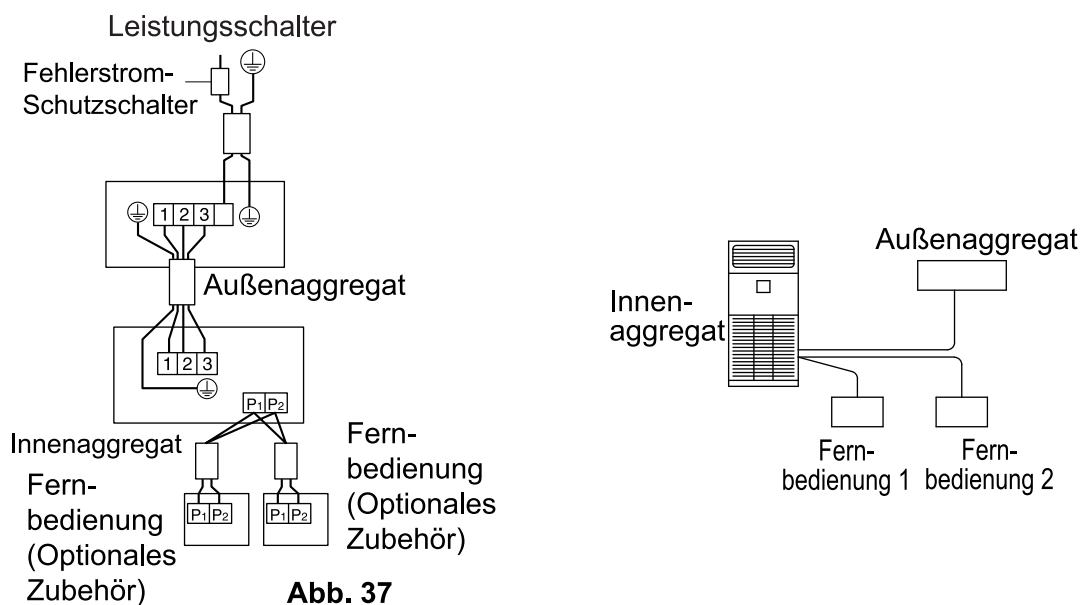 Leistungsschalter
Fehlerstrom-
Schutzschalter
1 2 3
Außenaggregat
1 2 3
P1 P2
Innenaggregat
Fern-
bedienung
(Optionales
Zubehör)
P1 P2
P1 P2
Fern-
bedienung
(Optionales
Zubehör)
Abb. 37
Außenaggregat
Innen-
aggregat
Fern-
bedienung 1
Fern-
bedienung 2